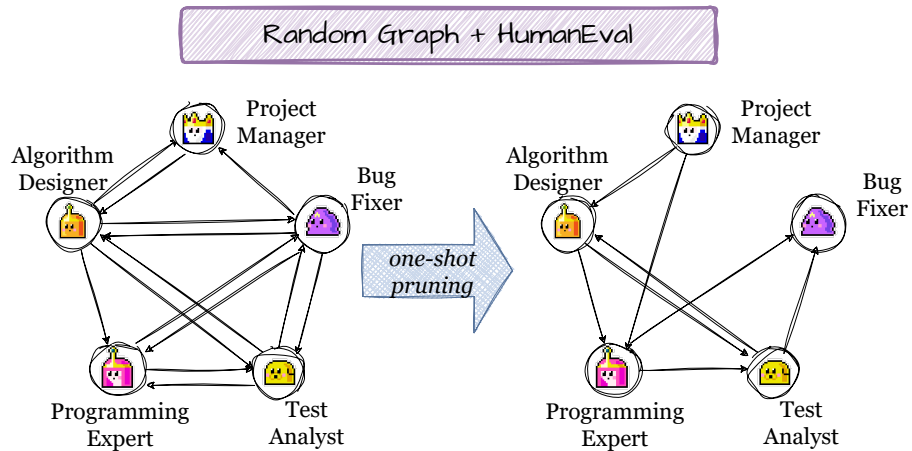 Random Graph + HumanEval
Project
Manager
Algorithm
Designer
Bug
Fixer
Programming
Expert
Test
Analyst
one-shot
pruning
Project
Manager
Algorithm
Designer
Bug
Fixer
Programming
Expert
Test
Analyst